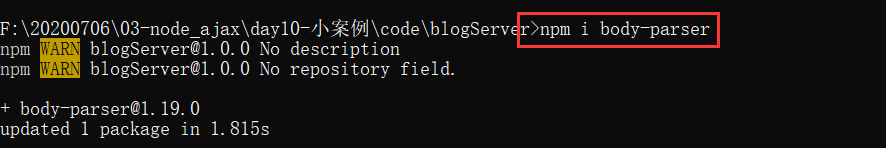 F:\20200706\03-node_ajax\day10-小案例\code\blogServer>npm i body-parser
npm WARN blogServer@1.0.0 No description
npm WARN blogServer@1.0.0 No repository field.
+ body-parser@1.19.0
updated 1 package in 1.815s